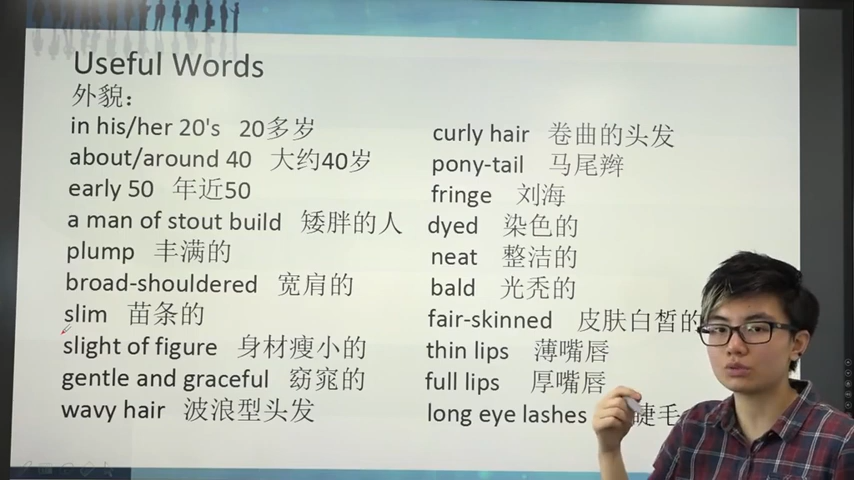 Useful Words
外貌：
in his/her 20's 20多岁
about/around 40 大约40岁
early 50 年近50
a man of stout build 矮胖的人
plump 丰满的
broad-shouldered 宽肩的
slim 苗条的
slight of figure 身材瘦小的
gentle and graceful 窈窕的
wavy hair 波浪型头发
curly hair 卷曲的头发
pony-tail 马尾辫
fringe 刘海
dyed 染色的
neat 整洁的
bald 光秃的
fair-skinned 皮肤白皙的
thin lips 薄嘴唇
full lips 厚嘴唇
long eye lashes 睫毛